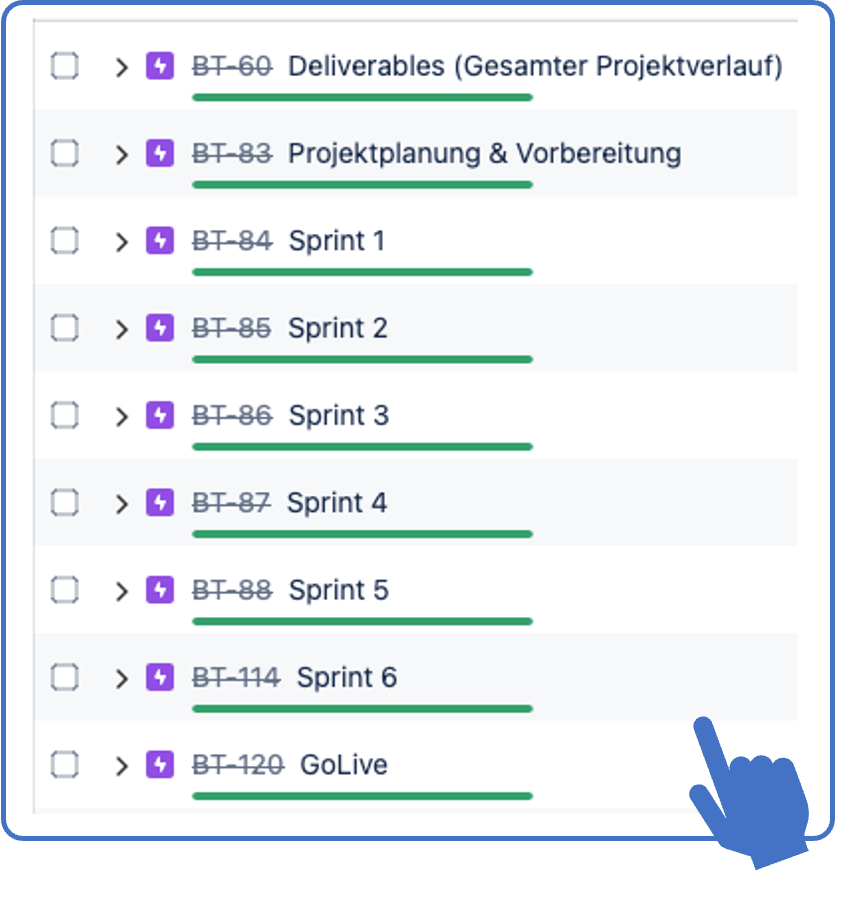 BT-60 Deliverables (Gesamter Projektverlauf)
BT-83 Projektplanung & Vorbereitung
BT-84 Sprint 1
BT-85 Sprint 2
BT-86 Sprint 3
BT-87 Sprint 4
BT-88 Sprint 5
BT-114 Sprint 6
BT-120 GoLive